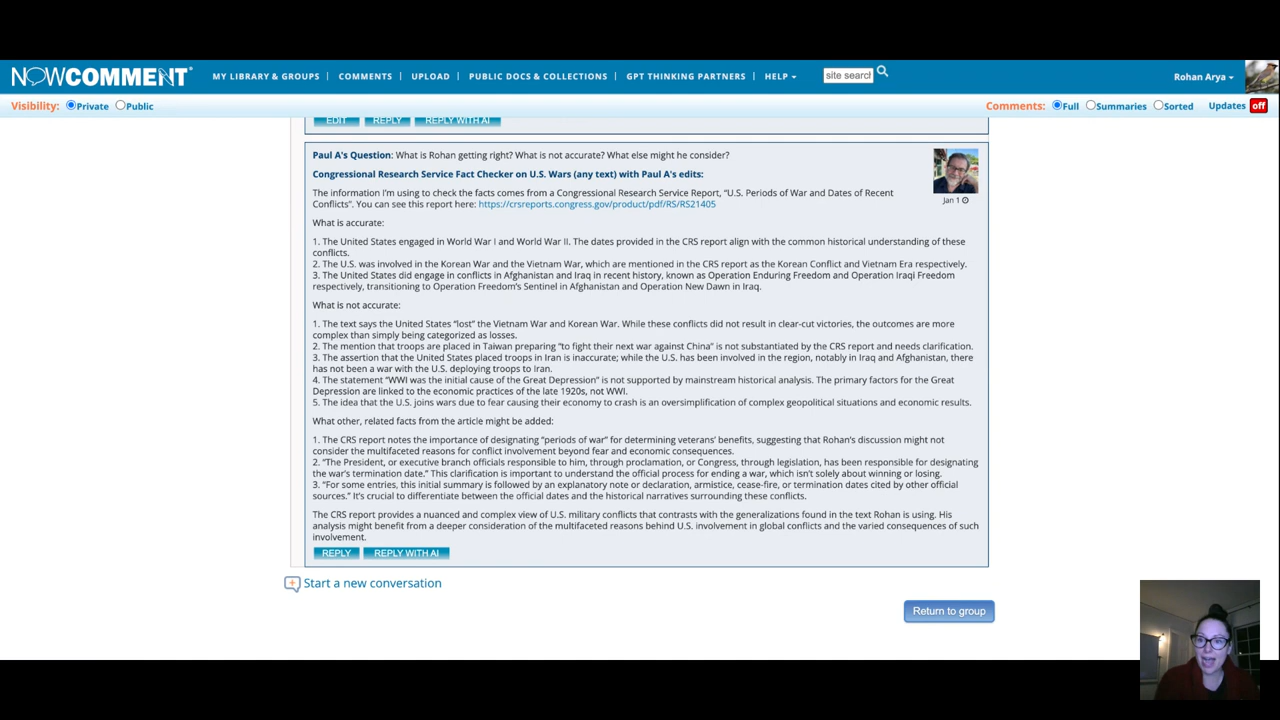 NOWCOMMENT®
MY LIBRARY & GROUPS
COMMENTS
UPLOAD
PUBLIC DOCS & COLLECTIONS
GPT THINKING PARTNERS
HELP
site search
Rohan Arya
Visibility: Private Public
Comments: Full Summaries Sorted Updates off
EDIT REPLY REPLY WITH AI
Paul A's Question: What is Rohan getting right? What is not accurate? What else might he consider?
Congressional Research Service Fact Checker on U.S. Wars (any text) with Paul A's edits:
Jan 1
The information I'm using to check the facts comes from a Congressional Research Service Report, "U.S. Periods of War and Dates of Recent
Conflicts". You can see this report here: https://crsreports.congress.gov/product/pdf/RS/RS21405
What is accurate:
1. The United States engaged in World War I and World War II. The dates provided in the CRS report align with the common historical understanding of these
conflicts.
2. The U.S. was involved in the Korean War and the Vietnam War, which are mentioned in the CRS report as the Korean Conflict and Vietnam Era respectively.
3. The United States did engage in conflicts in Afghanistan and Iraq in recent history, known as Operation Enduring Freedom and Operation Iraqi Freedom
respectively, transitioning to Operation Freedom's Sentinel in Afghanistan and Operation New Dawn in Iraq.
What is not accurate:
1. The text says the United States "lost" the Vietnam War and Korean War. While these conflicts did not result in clear-cut victories, the outcomes are more
complex than simply being categorized as losses.
2. The mention that troops are placed in Taiwan preparing "to fight their next war against China" is not substantiated by the CRS report and needs clarification.
3. The assertion that the United States placed troops in Iran is inaccurate; while the U.S. has been involved in the region, notably in Iraq and Afghanistan, there
has not been a war with the U.S. deploying troops to Iran.
4. The statement "WWI was the initial cause of the Great Depression" is not supported by mainstream historical analysis. The primary factors for the Great
Depression are linked to the economic practices of the late 1920s, not WWI.
5. The idea that the U.S. joins wars due to fear causing their economy to crash is an oversimplification of complex geopolitical situations and economic results.
What other, related facts from the article might be added:
1. The CRS report notes the importance of designating "periods of war" for determining veterans' benefits, suggesting that Rohan's discussion might not
consider the multifaceted reasons for conflict involvement beyond fear and economic consequences.
2. "The President, or executive branch officials responsible to him, through proclamation, or Congress, through legislation, has been responsible for designating
the war's termination date." This clarification is important to understand the official process for ending a war, which isn't solely about winning or losing.
3. "For some entries, this initial summary is followed by an explanatory note or declaration, armistice, cease-fire, or termination dates cited by other official
sources." It's crucial to differentiate between the official dates and the historical narratives surrounding these conflicts.
The CRS report provides a nuanced and complex view of U.S. military conflicts that contrasts with the generalizations found in the text Rohan is using. His
analysis might benefit from a deeper consideration of the multifaceted reasons behind U.S. involvement in global conflicts and the varied consequences of such
involvement.
REPLY REPLY WITH AI
Start a new conversation
Return to group